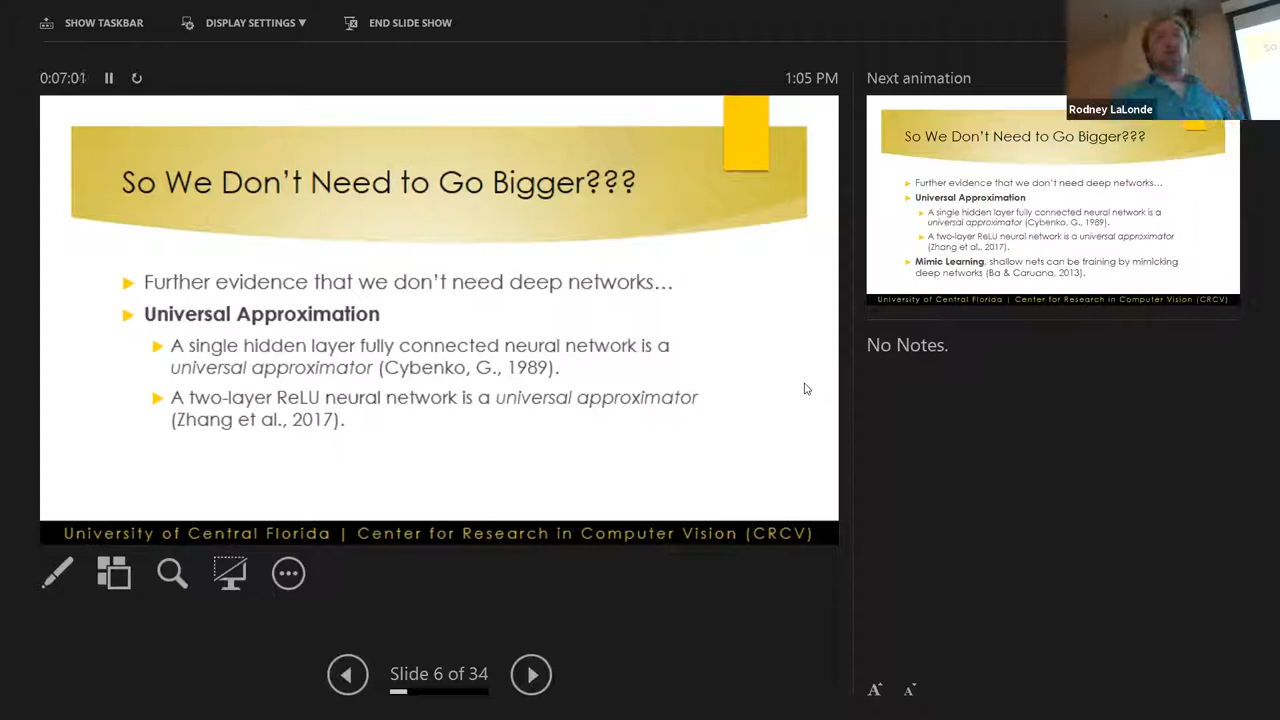 SHOW TASKBAR
DISPLAY SETTINGS ▼
END SLIDE SHOW
0:07:01
1:05 PM
So We Don't Need to Go Bigger???
Further evidence that we don't need deep networks…
Universal Approximation
A single hidden layer fully connected neural network is a
universal approximator (Cybenko, G., 1989).
A two-layer ReLU neural network is a universal approximator
(Zhang et al., 2017).
University of Central Florida | Center for Research in Computer Vision (CRCV)
Slide 6 of 34
Next animation
Rodney LaLonde
So We Don't Need to Go Bigger???
Further evidence that we don't need deep networks…
Universal Approximation
A single hidden layer fully connected neural network is a
universal approximator (Cybenko, G., 1989).
A two-layer ReLU neural network is a universal approximator
(Zhang et al., 2017).
Mimic Learning, shallow nets can be training by mimicking
deep networks (Ba & Caruana, 2013).
University of Central Florida | Center for Research in Computer Vision (CRCV)
No Notes.
A A